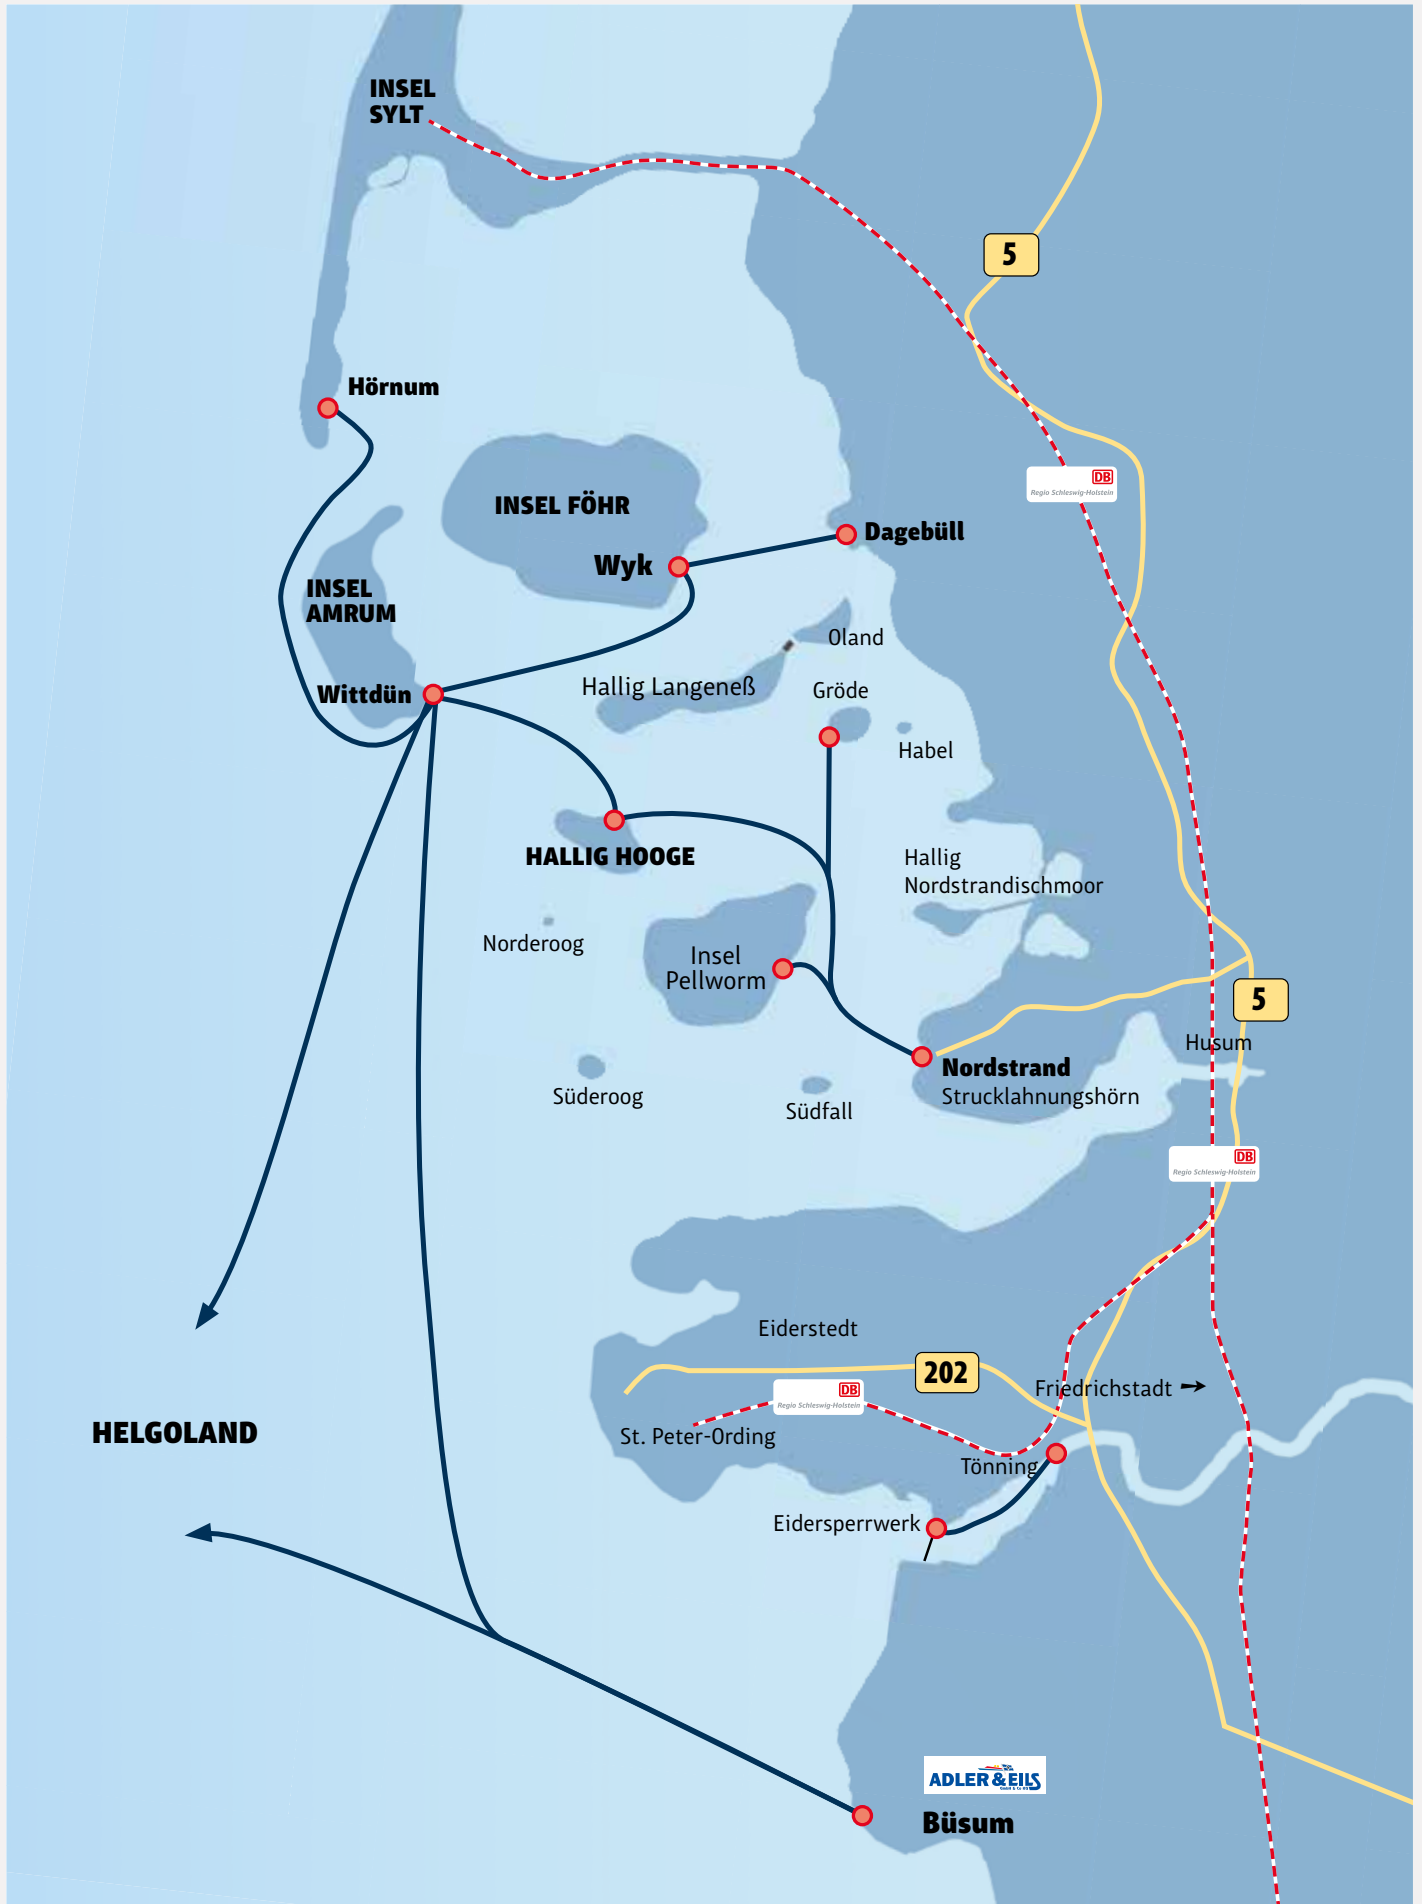 INSEL
SYLT
5
Hörnum
DB
Regio Schleswig-Holstein
INSEL FÖHR
Dagebüll
Wyk
INSEL
AMRUM
Oland
Hallig Langeneß
Gröde
Wittdün
Habel
HALLIG HOOGE
Hallig
Nordstrandischmoor
Norderoog
Insel
Pellworm
5
Husum
Nordstrand
Strucklahnungshörn
Süderoog
Südfall
DB
Regio Schleswig-Holstein
Eiderstedt
202
Friedrichstadt
DB
Regio Schleswig-Holstein
HELGOLAND
St. Peter-Ording
Tönning
Eidersperrwerk
ADLER & EILS
Büsum